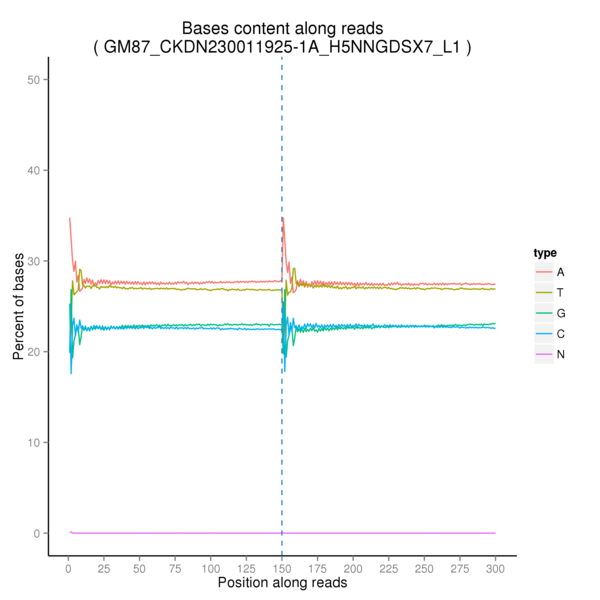 Bases content along reads
( GM87_CKDN230011925-1A_H5NNGDSX7_L1 )
50
40
30
20
10
0
Percent of bases
0 25 50 75 100 125 150 175 200 225 250 275 300
Position along reads
type
A
T
G
C
N